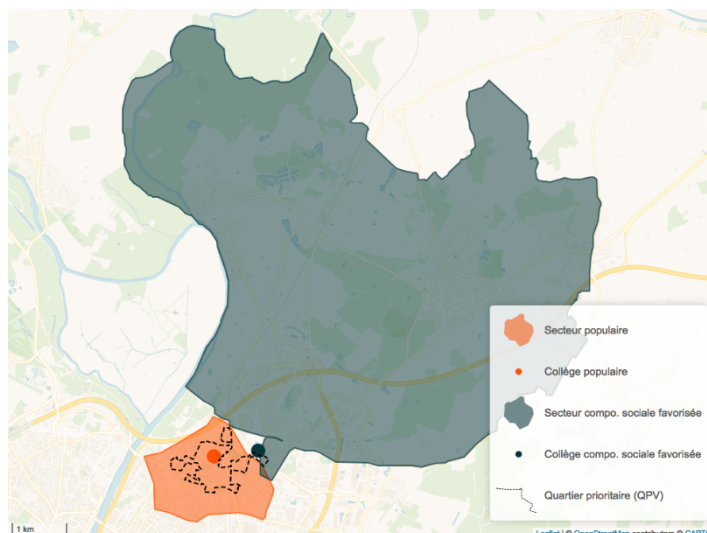 Secteur populaire
Collège populaire
Secteur compo. sociale favorisée
Collège compo. sociale favorisée
Quartier prioritaire (QPV)
1 km
Leaflet | © OpenStreetMap contributors © CARTO